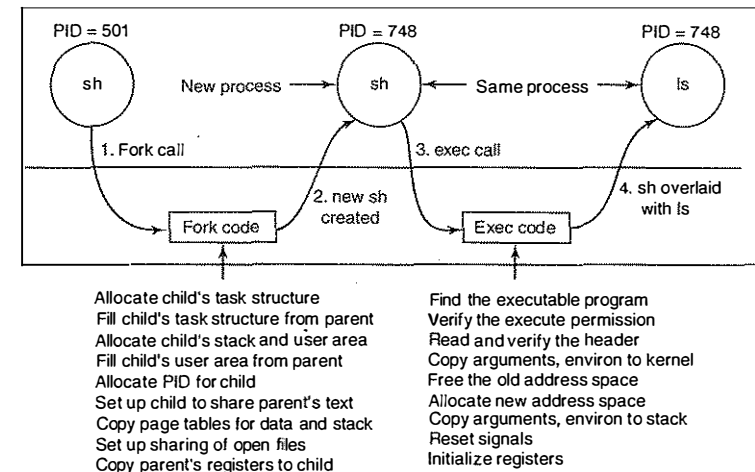 PID = 501
PID = 748
PID = 748
sh
New process
sh
Same process
ls
1. Fork call
3. exec call
2. new sh
created
4. sh overlaid
with ls
Fork code
Exec code
Allocate child's task structure
Fill child's task structure from parent
Allocate child's stack and user area
Fill child's user area from parent
Allocate PID for child
Set up child to share parent's text
Copy page tables for data and stack
Set up sharing of open files
Copy parent's registers to child
Find the executable program
Verify the execute permission
Read and verify the header
Copy arguments, environ to kernel
Free the old address space
Allocate new address space
Copy arguments, environ to stack
Reset signals
Initialize registers